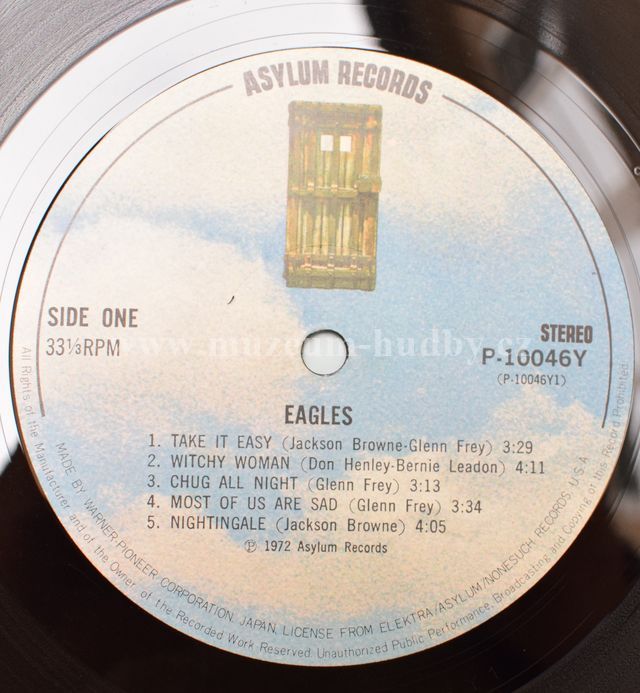 ASYLUM RECORDS
SIDE ONE
33⅓RPM
STEREO
P-10046Y
(P-10046Y1)
www.muzeum-hudby.cz
EAGLES
1. TAKE IT EASY (Jackson Browne-Glenn Frey) 3:29
2. WITCHY WOMAN (Don Henley-Bernie Leadon) 4:11
3. CHUG ALL NIGHT (Glenn Frey) 3:13
4. MOST OF US ARE SAD (Glenn Frey) 3:34
5. NIGHTINGALE (Jackson Browne) 4:05
Ⓟ 1972 Asylum Records
MADE BY WARNER-PIONEER CORPORATION, JAPAN, LICENSE FROM ELEKTRA/ASYLUM/NONESUCH RECORDS, U.S.A.
All Rights of the Manufacturer and of the Owner of the Recorded Work Reserved. Unauthorized Public Performance, Broadcasting and Copying of this Record Prohibited.